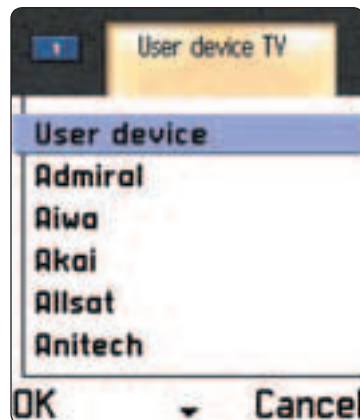 User device TV
User device
Admiral
Aiwa
Akai
Allsat
Anitech
OK Cancel